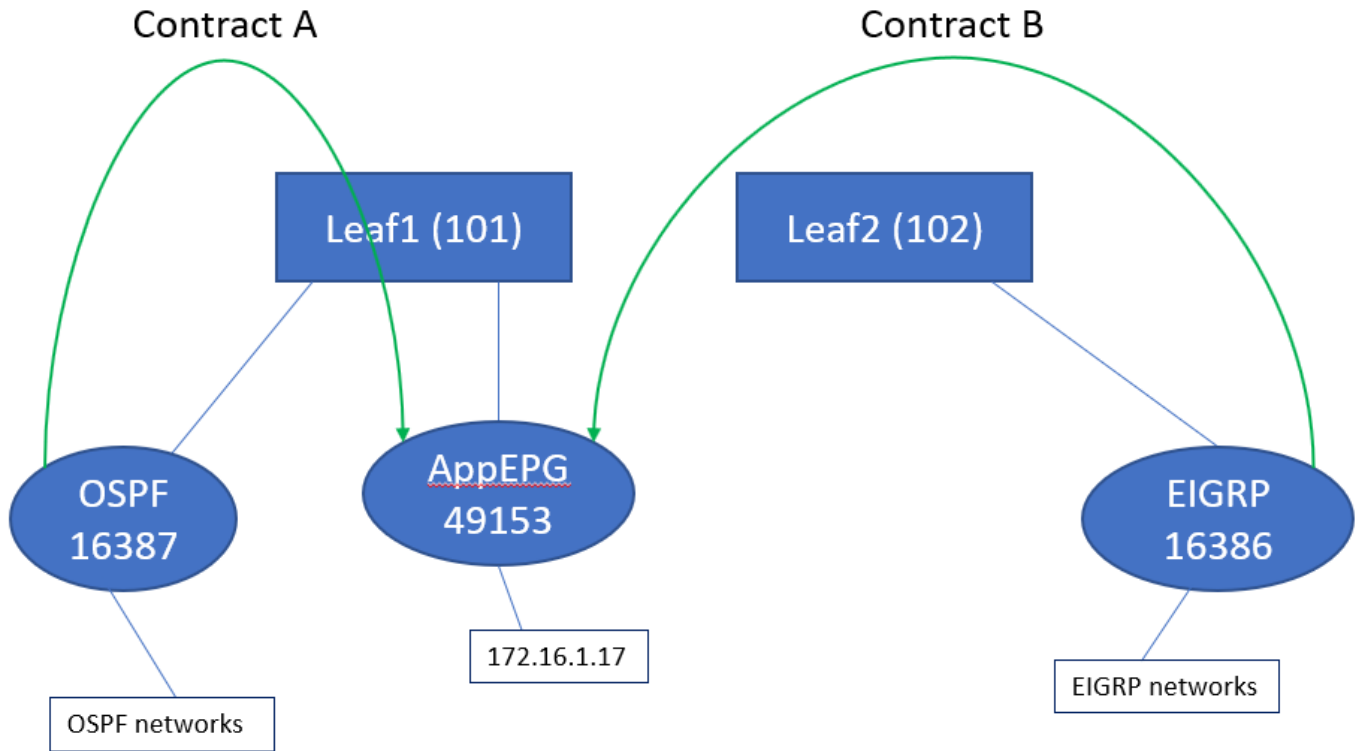 Contract A
Contract B
Leaf1 (101)
Leaf2 (102)
OSPF
16387
AppEPG
49153
EIGRP
16386
172.16.1.17
OSPF networks
EIGRP networks